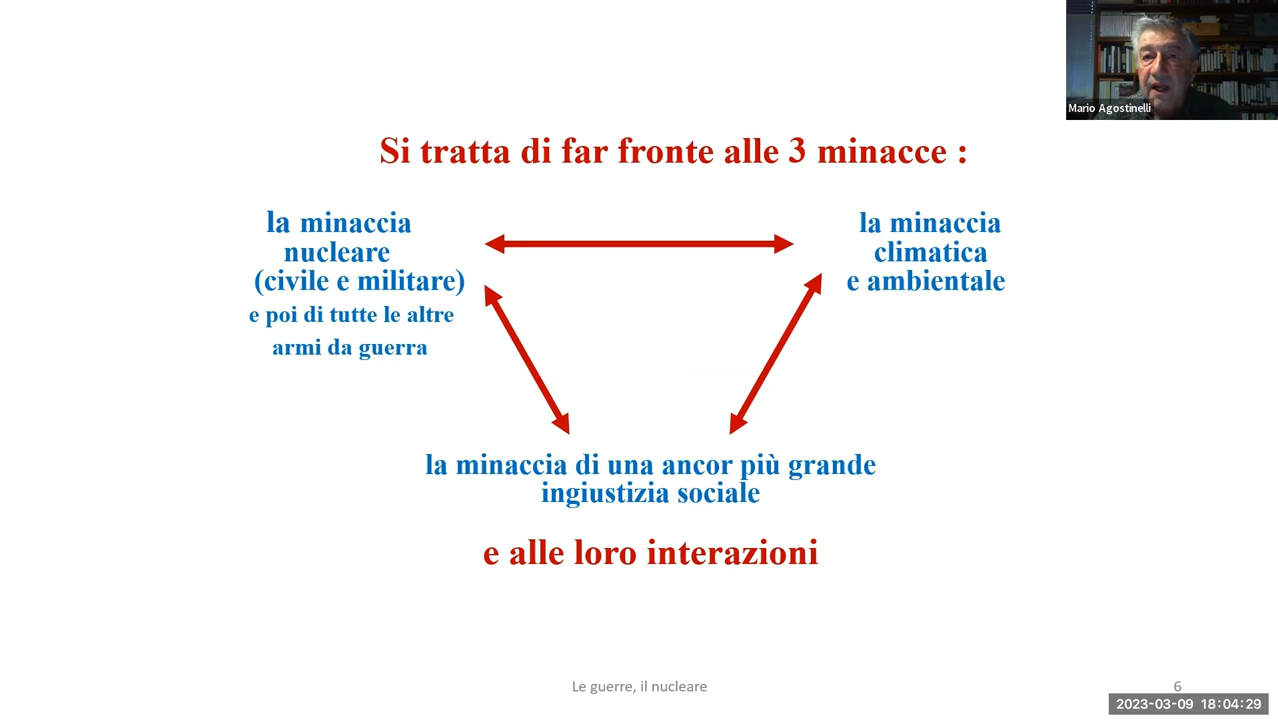 Mario Agostinelli
Si tratta di far fronte alle 3 minacce :
la minaccia
nucleare
(civile e militare)
e poi di tutte le altre
armi da guerra
la minaccia
climatica
e ambientale
la minaccia di una ancor più grande
ingiustizia sociale
e alle loro interazioni
Le guerre, il nucleare
6
2023-03-09 18:04:29